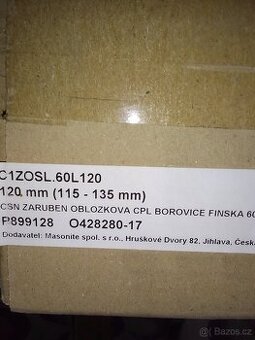 C1ZOSL.60L120
120 mm (115 - 135 mm)
CSN ZARUBEN OBLOZKOVA CPL BOROVICE FINSKA 60
P899128 O428280-17
Dodavatel: Masonite spol. s r.o., Hruškové Dvory 82, Jihlava, Česk
Bazos.cz